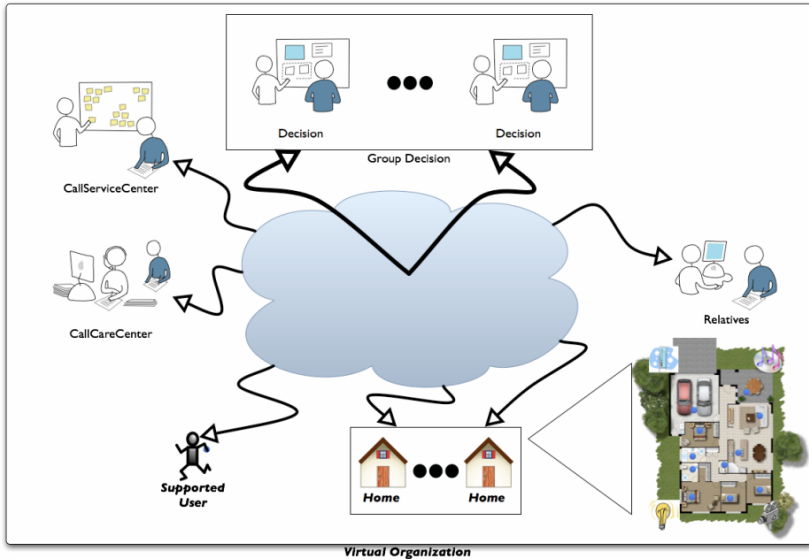 Decision
Decision
Group Decision
CallServiceCenter
CallCareCenter
Relatives
Supported
User
Home
Home
Virtual Organization